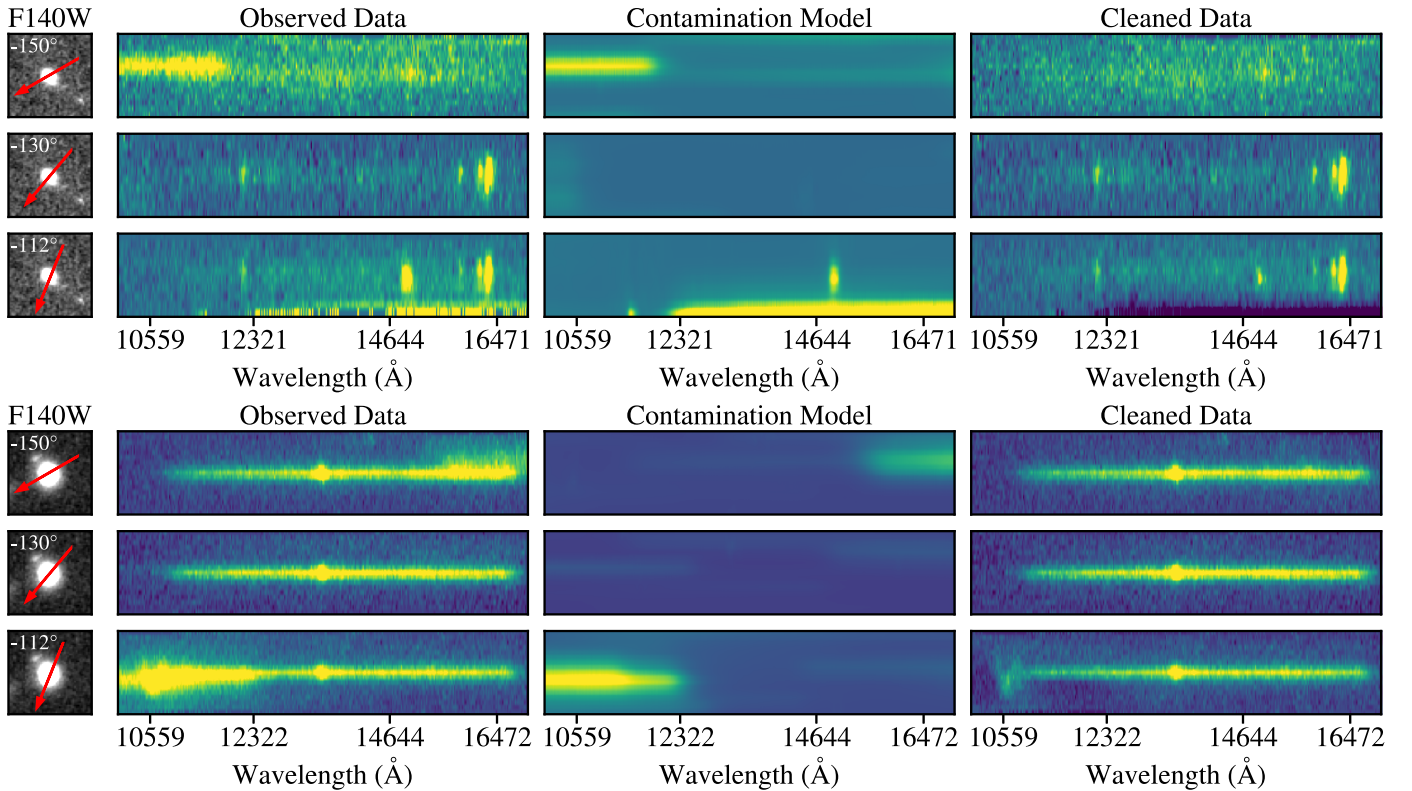 F140W Observed Data Contamination Model Cleaned Data
-150°
-130°
-112°
10559 12321 14644 16471 10559 12321 14644 16471 10559 12321 14644 16471
Wavelength (Å) Wavelength (Å) Wavelength (Å)
F140W Observed Data Contamination Model Cleaned Data
-150°
-130°
-112°
10559 12322 14644 16472 10559 12322 14644 16472 10559 12322 14644 16472
Wavelength (Å) Wavelength (Å) Wavelength (Å)